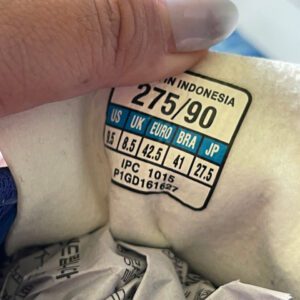 IN INDONESIA
275/90
US UK EURO BRA JP
9.5 8.5 42.5 41 27.5
IPC 1015
P1GD161627